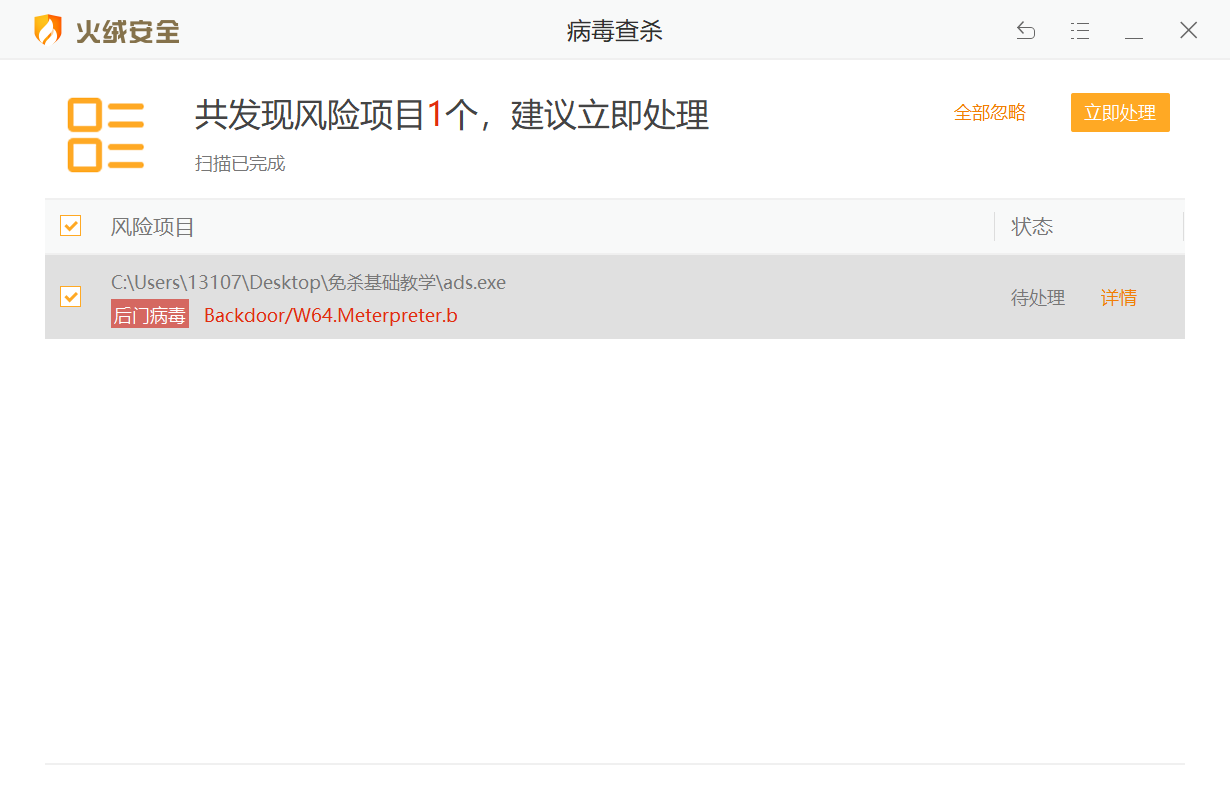 火绒安全
病毒查杀
共发现风险项目1个，建议立即处理
全部忽略
立即处理
扫描已完成
风险项目
状态
C:\Users\13107\Desktop\免杀基础教学\ads.exe
后门病毒 Backdoor/W64.Meterpreter.b
待处理
详情